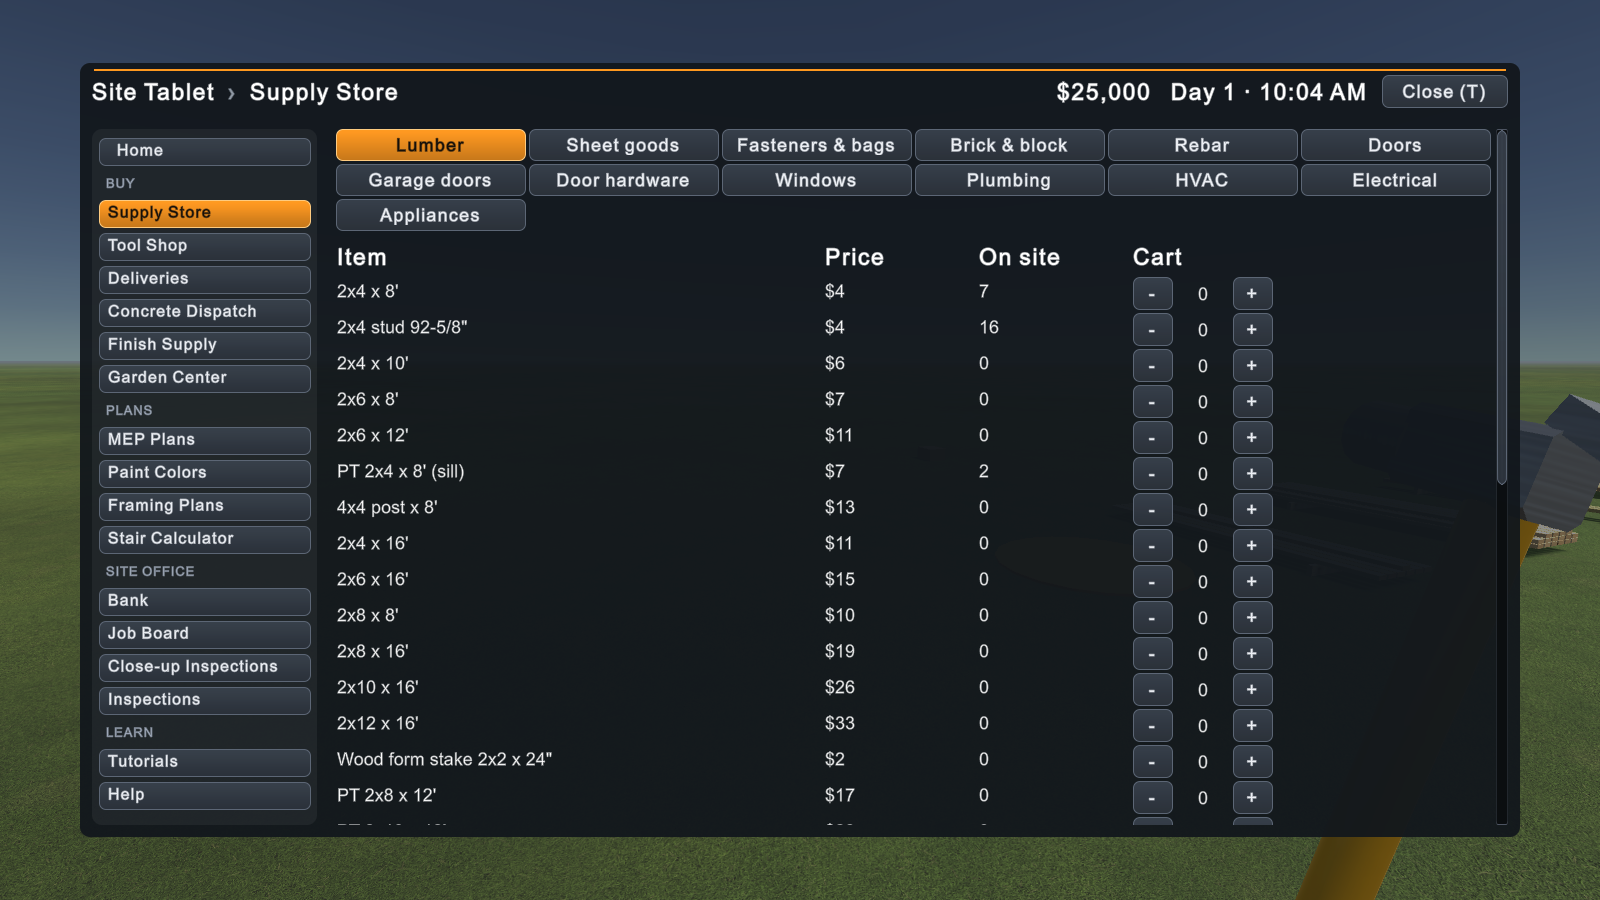 Site Tablet › Supply Store
$25,000 Day 1 · 10:04 AM Close (T)
Home
BUY
Supply Store
Tool Shop
Deliveries
Concrete Dispatch
Finish Supply
Garden Center
PLANS
MEP Plans
Paint Colors
Framing Plans
Stair Calculator
SITE OFFICE
Bank
Job Board
Close-up Inspections
Inspections
LEARN
Tutorials
Help
Lumber Sheet goods Fasteners & bags Brick & block Rebar Doors
Garage doors Door hardware Windows Plumbing HVAC Electrical
Appliances
Item Price On site Cart
2x4 x 8' $4 7 - 0 +
2x4 stud 92-5/8" $4 16 - 0 +
2x4 x 10' $6 0 - 0 +
2x6 x 8' $7 0 - 0 +
2x6 x 12' $11 0 - 0 +
PT 2x4 x 8' (sill) $7 2 - 0 +
4x4 post x 8' $13 0 - 0 +
2x4 x 16' $11 0 - 0 +
2x6 x 16' $15 0 - 0 +
2x8 x 8' $10 0 - 0 +
2x8 x 16' $19 0 - 0 +
2x10 x 16' $26 0 - 0 +
2x12 x 16' $33 0 - 0 +
Wood form stake 2x2 x 24" $2 0 - 0 +
PT 2x8 x 12' $17 0 - 0 +